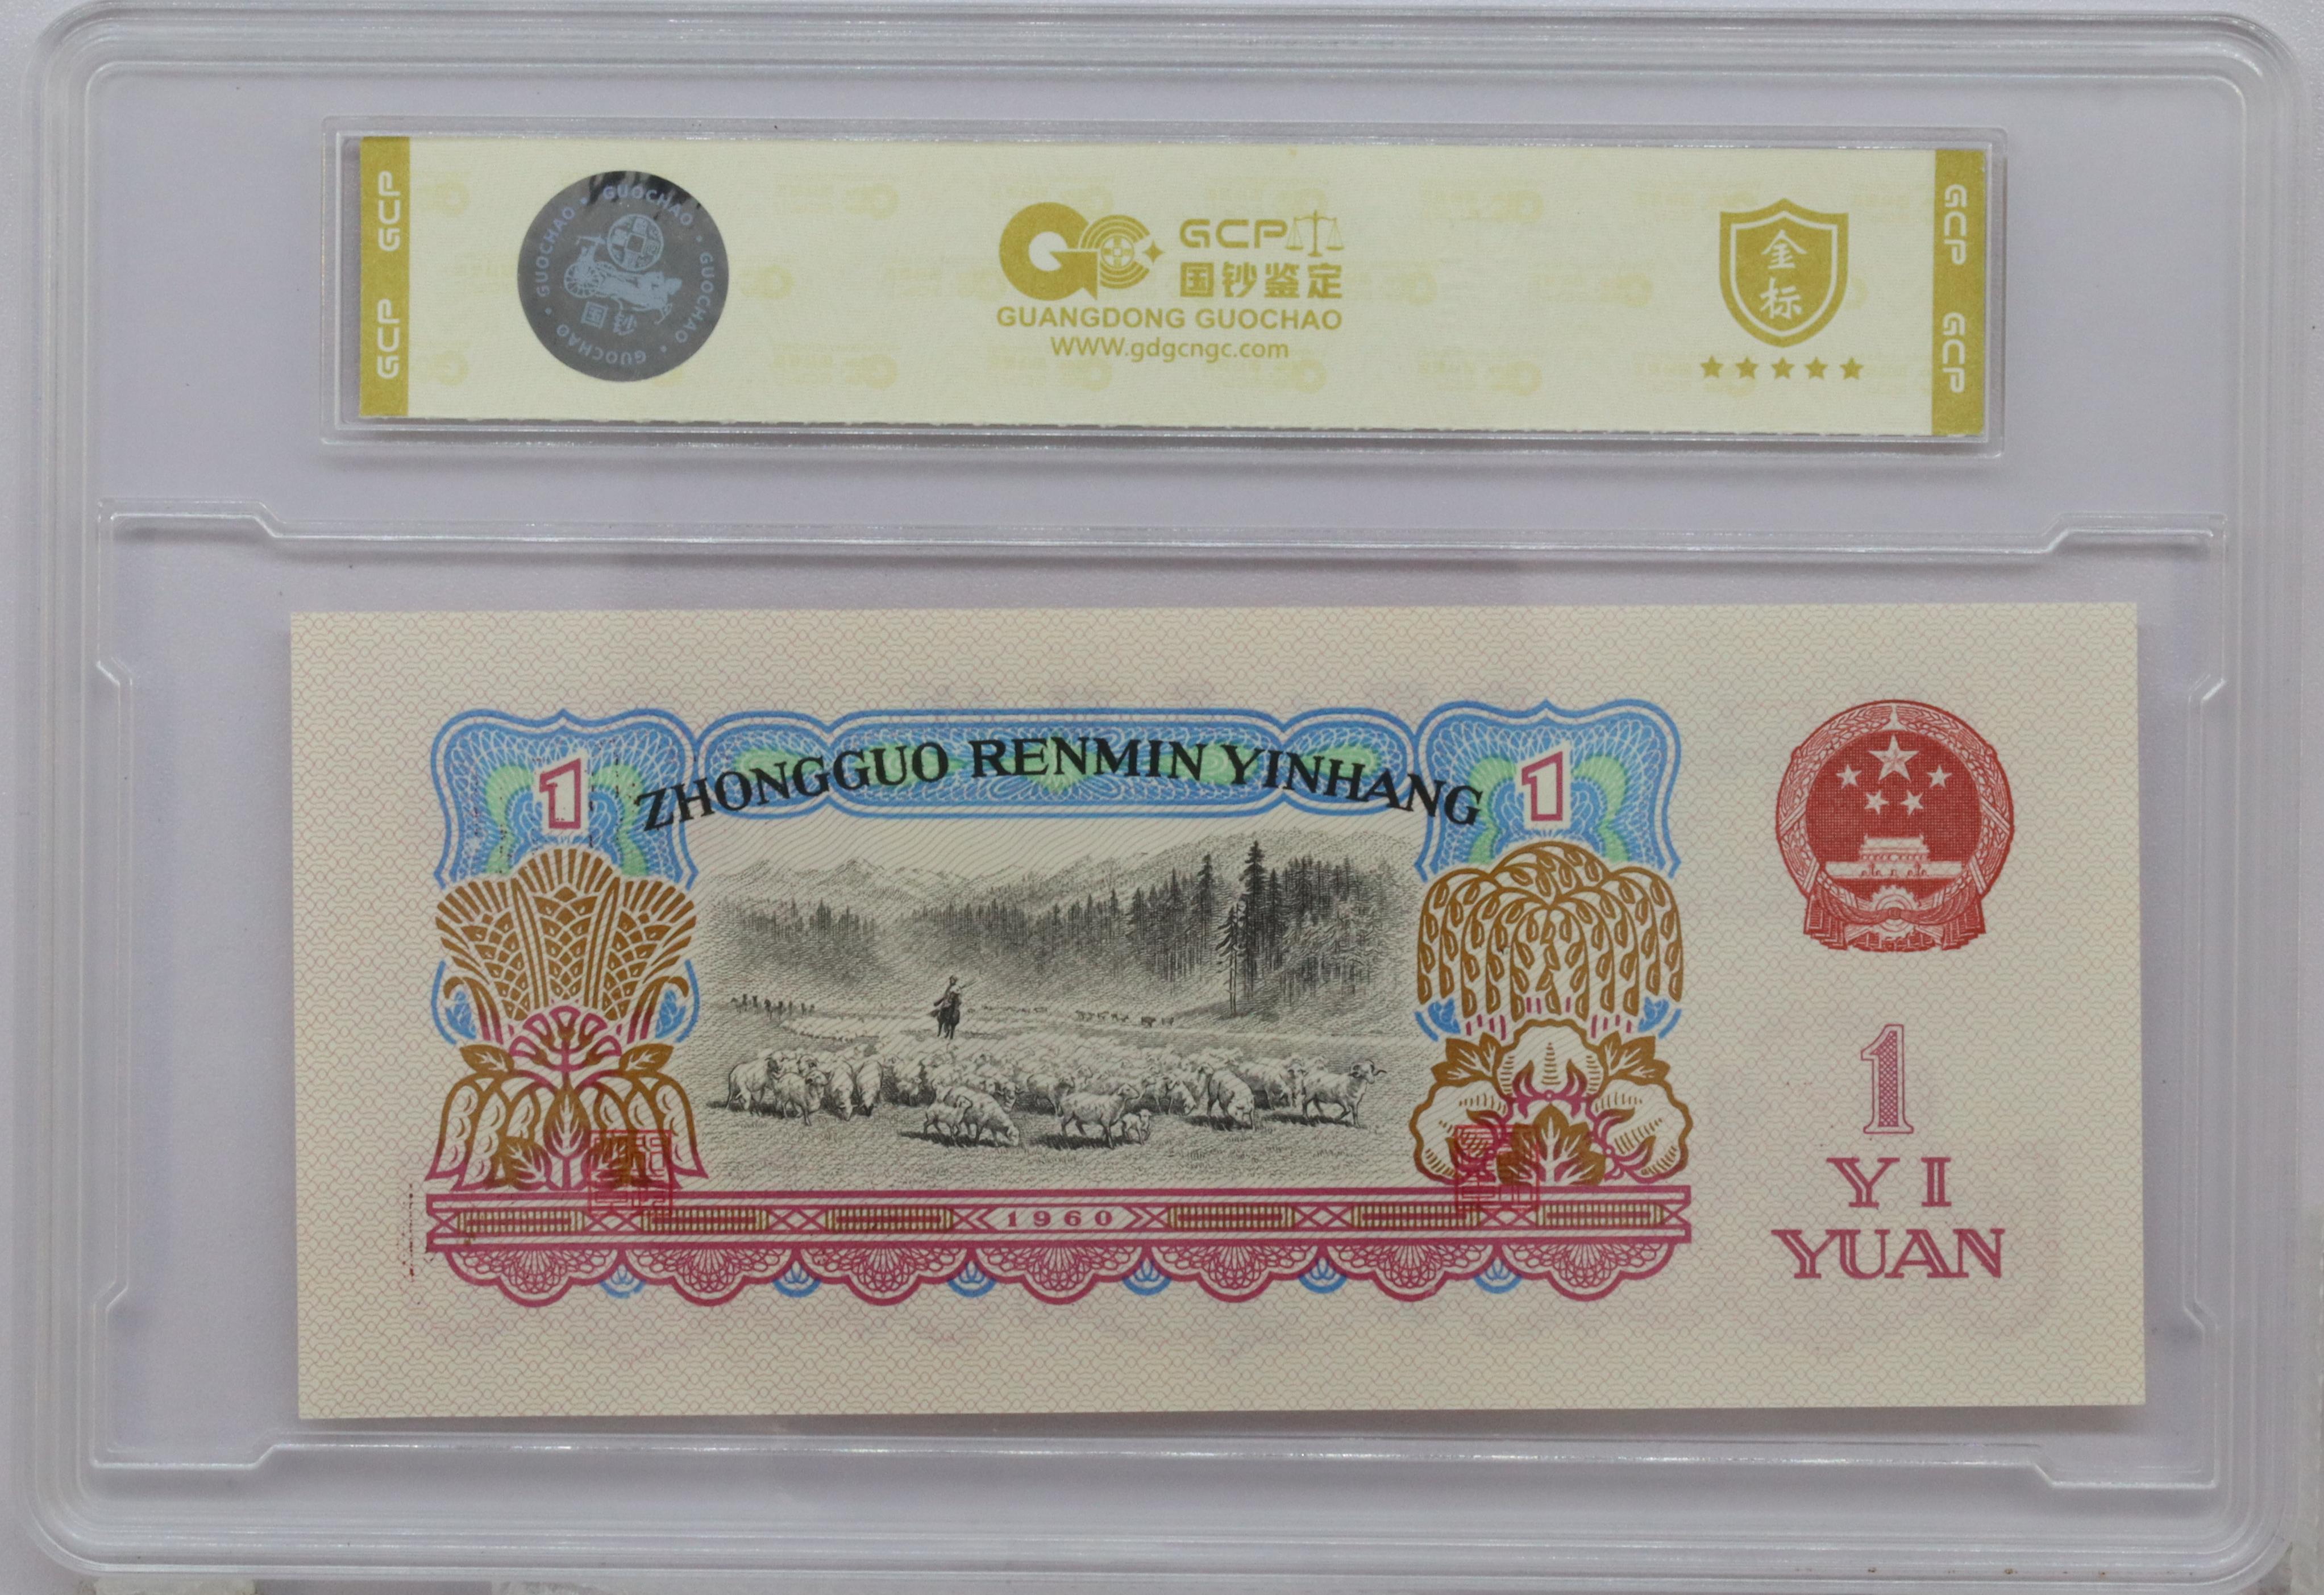 GCP GCP
GUOCHAO • GUOCHAO • GUOCHAO • GUOCHAO •
国钞
GC
GCP
国钞鉴定
GUANGDONG GUOCHAO
WWW.gdgcngc.com
金
标
GCP GCP
1
ZHONGGUO RENMIN YINHANG
1
1960
1
YI
YUAN